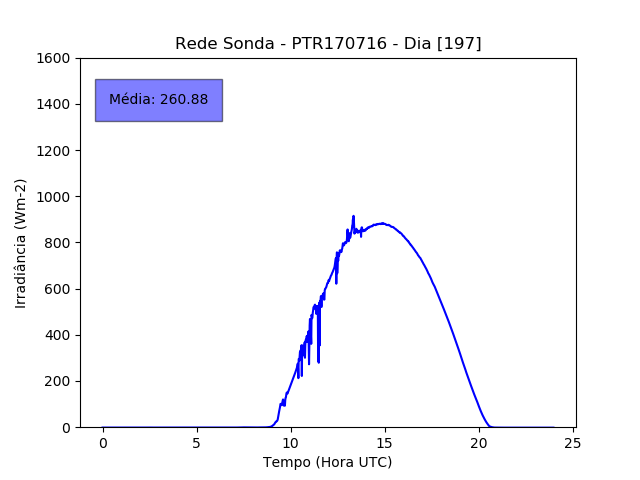 Rede Sonda - PTR170716 - Dia [197]
1600
1400
1200
1000
800
600
400
200
0
Média: 260.88
Irradiância (Wm-2)
0 5 10 15 20 25
Tempo (Hora UTC)